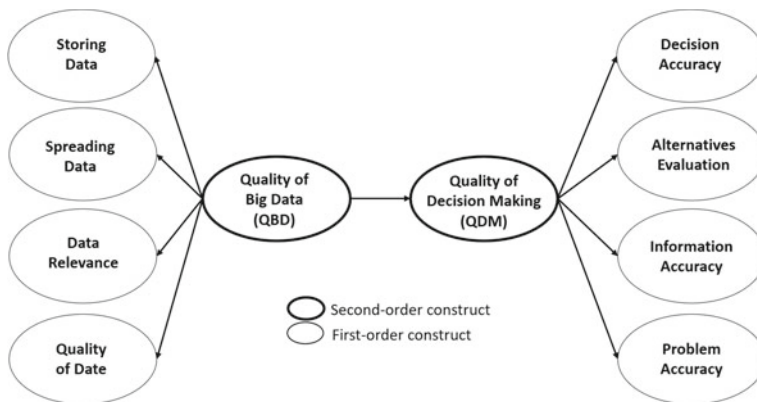 Storing
Data
Spreading
Data
Data
Relevance
Quality
of Date
Quality of
Big Data
(QBD)
Quality of
Decision Making
(QDM)
Decision
Accuracy
Alternatives
Evaluation
Information
Accuracy
Problem
Accuracy
Second-order construct
First-order construct